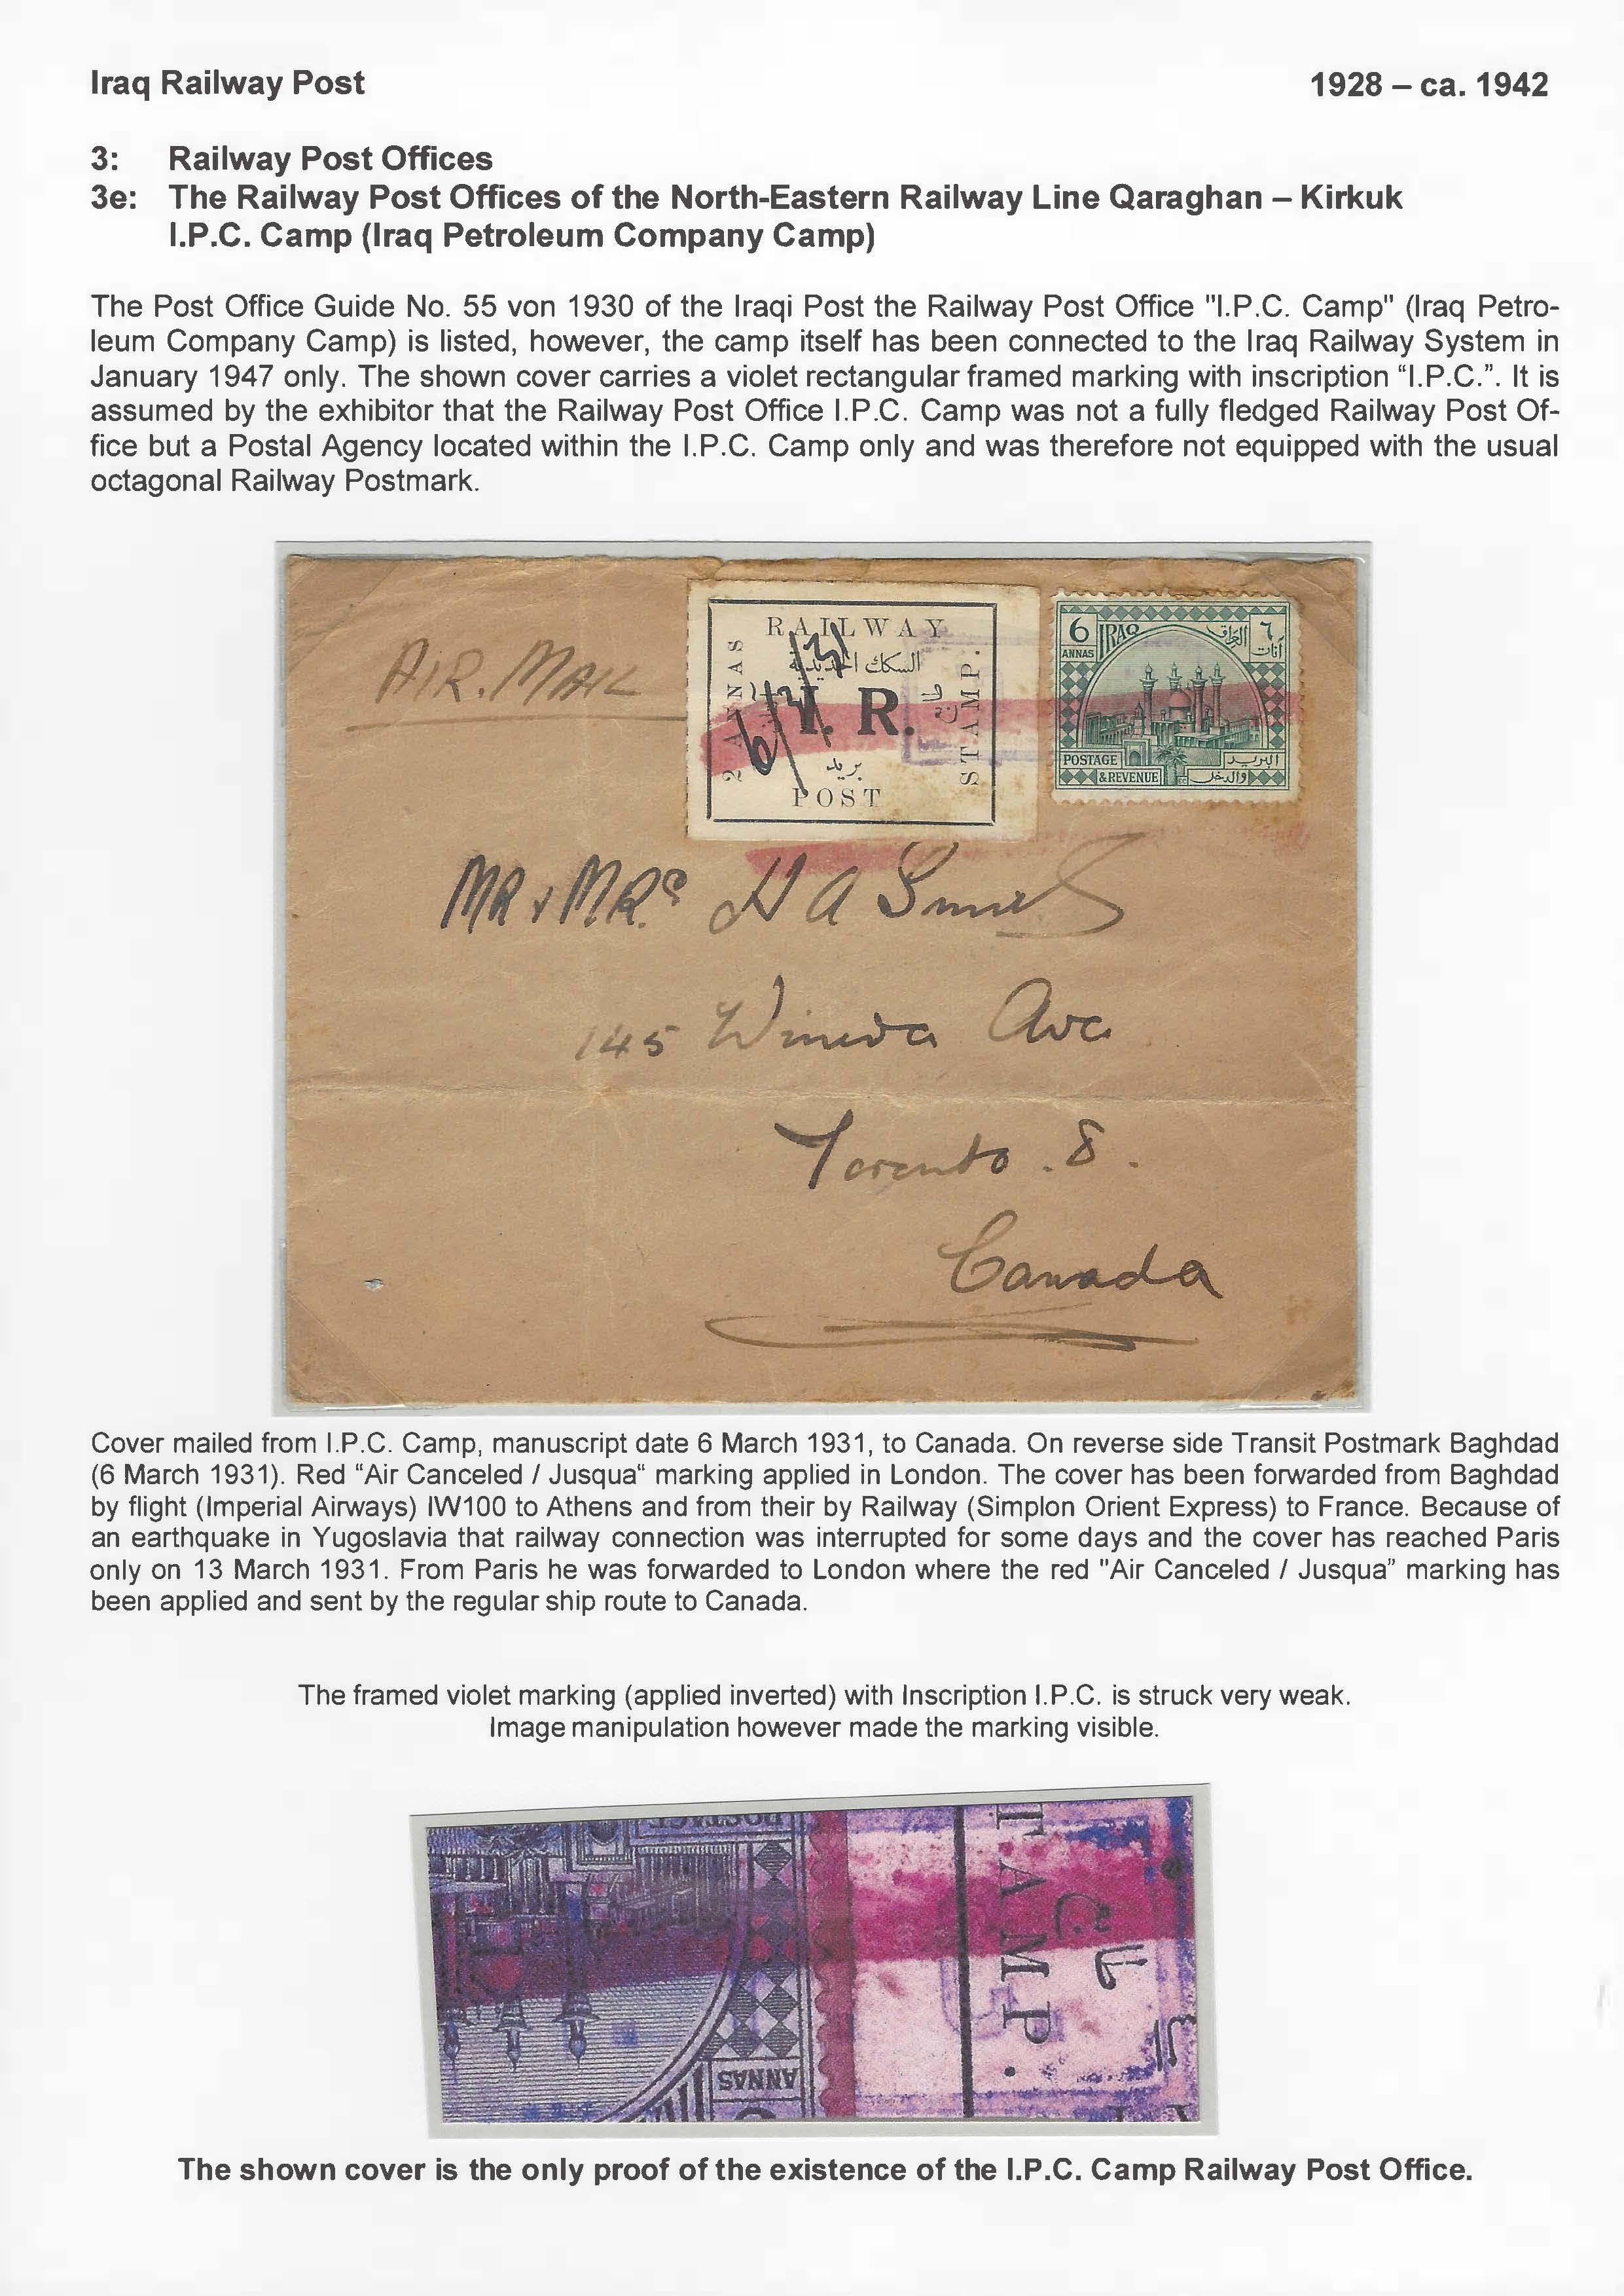 Iraq Railway Post
1928 – ca. 1942
3: Railway Post Offices
3e: The Railway Post Offices of the North-Eastern Railway Line Qaraghan – Kirkuk
I.P.C. Camp (Iraq Petroleum Company Camp)
The Post Office Guide No. 55 von 1930 of the Iraqi Post the Railway Post Office "I.P.C. Camp" (Iraq Petro-
leum Company Camp) is listed, however, the camp itself has been connected to the Iraq Railway System in
January 1947 only. The shown cover carries a violet rectangular framed marking with inscription “I.P.C.”. It is
assumed by the exhibitor that the Railway Post Office I.P.C. Camp was not a fully fledged Railway Post Of-
fice but a Postal Agency located within the I.P.C. Camp only and was therefore not equipped with the usual
octagonal Railway Postmark.
AIR. MAIL
RAILWAY
السكك الحديدية
2 ANNAS
6/3/31
I. R.
طابع
STAMP.
بريد
POST
6
ANNAS
IRAQ
العراق
٦
آنات
POSTAGE
& REVENUE
البريد
والدخل
MR & MRS H A
145 Wineva Ave
Toronto . 8 .
Canada
Cover mailed from I.P.C. Camp, manuscript date 6 March 1931, to Canada. On reverse side Transit Postmark Baghdad
(6 March 1931). Red “Air Canceled / Jusqua“ marking applied in London. The cover has been forwarded from Baghdad
by flight (Imperial Airways) IW100 to Athens and from their by Railway (Simplon Orient Express) to France. Because of
an earthquake in Yugoslavia that railway connection was interrupted for some days and the cover has reached Paris
only on 13 March 1931. From Paris he was forwarded to London where the red "Air Canceled / Jusqua” marking has
been applied and sent by the regular ship route to Canada.
The framed violet marking (applied inverted) with Inscription I.P.C. is struck very weak.
Image manipulation however made the marking visible.
POSTAGE
ANNAS
TAMP.
طابع
The shown cover is the only proof of the existence of the I.P.C. Camp Railway Post Office.